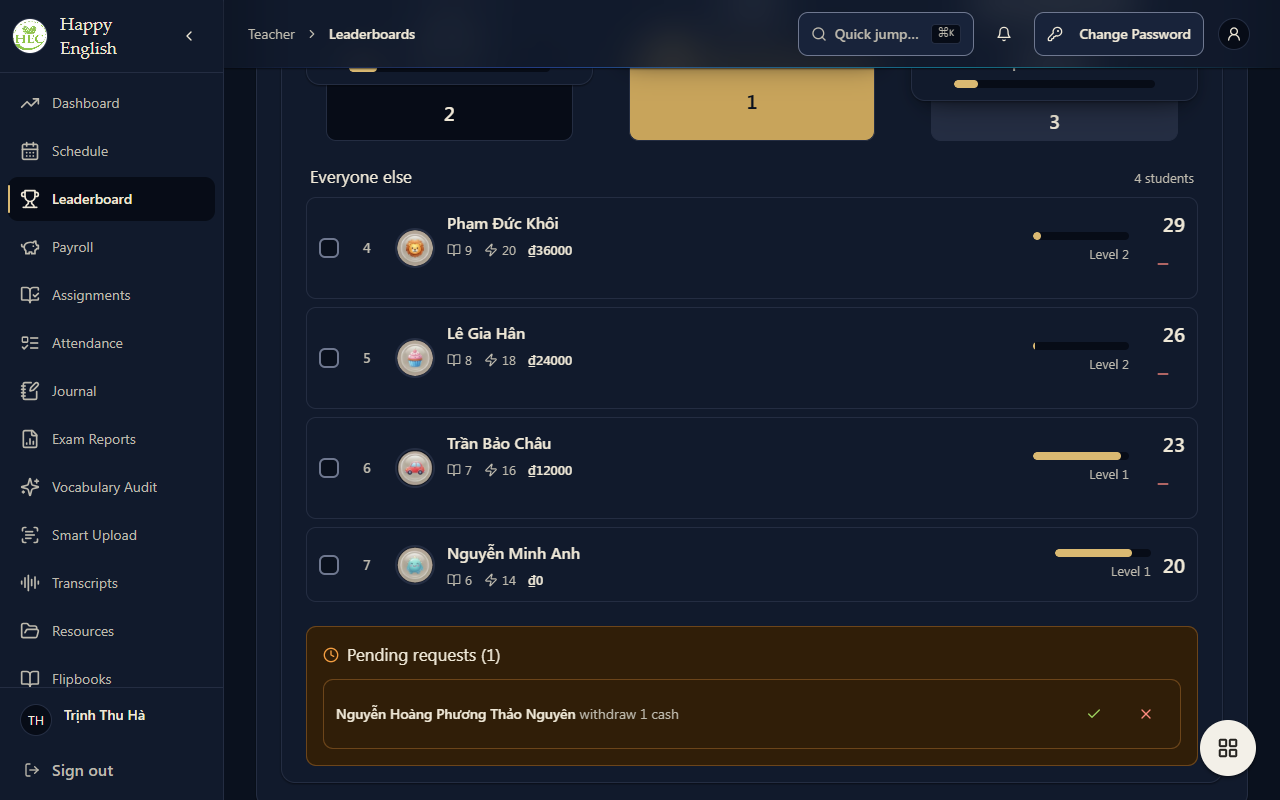 Happy
English
HEC
Teacher
Leaderboards
Quick jump...
⌘K
Change Password
Dashboard
Schedule
Leaderboard
Payroll
Assignments
Attendance
Journal
Exam Reports
Vocabulary Audit
Smart Upload
Transcripts
Resources
Flipbooks
TH
Trịnh Thu Hà
Sign out
2
1
3
Everyone else
4 students
4
Phạm Đức Khôi
9 20 ₫36000
Level 2
29
5
Lê Gia Hân
8 18 ₫24000
Level 2
26
6
Trần Bảo Châu
7 16 ₫12000
Level 1
23
7
Nguyễn Minh Anh
6 14 ₫0
Level 1
20
Pending requests (1)
Nguyễn Hoàng Phương Thảo Nguyên withdraw 1 cash